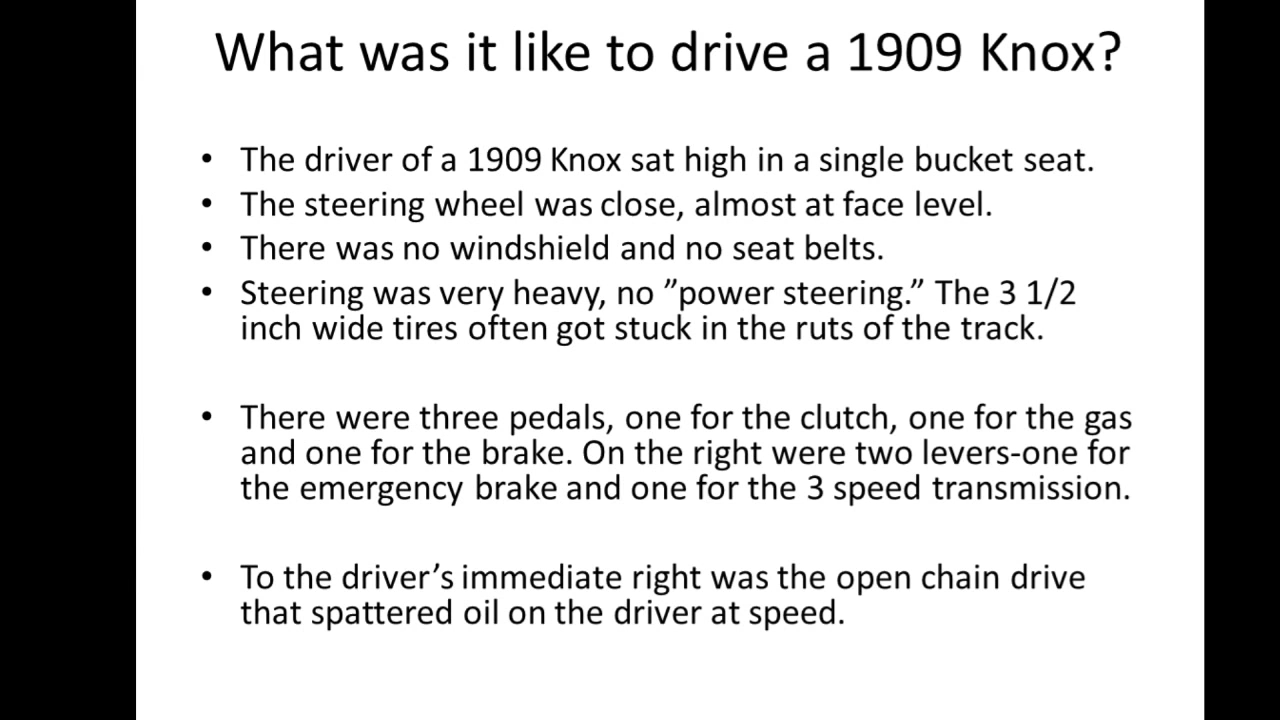 What was it like to drive a 1909 Knox?
• The driver of a 1909 Knox sat high in a single bucket seat.
• The steering wheel was close, almost at face level.
• There was no windshield and no seat belts.
• Steering was very heavy, no ”power steering.” The 3 1/2
inch wide tires often got stuck in the ruts of the track.
• There were three pedals, one for the clutch, one for the gas
and one for the brake. On the right were two levers-one for
the emergency brake and one for the 3 speed transmission.
• To the driver’s immediate right was the open chain drive
that spattered oil on the driver at speed.